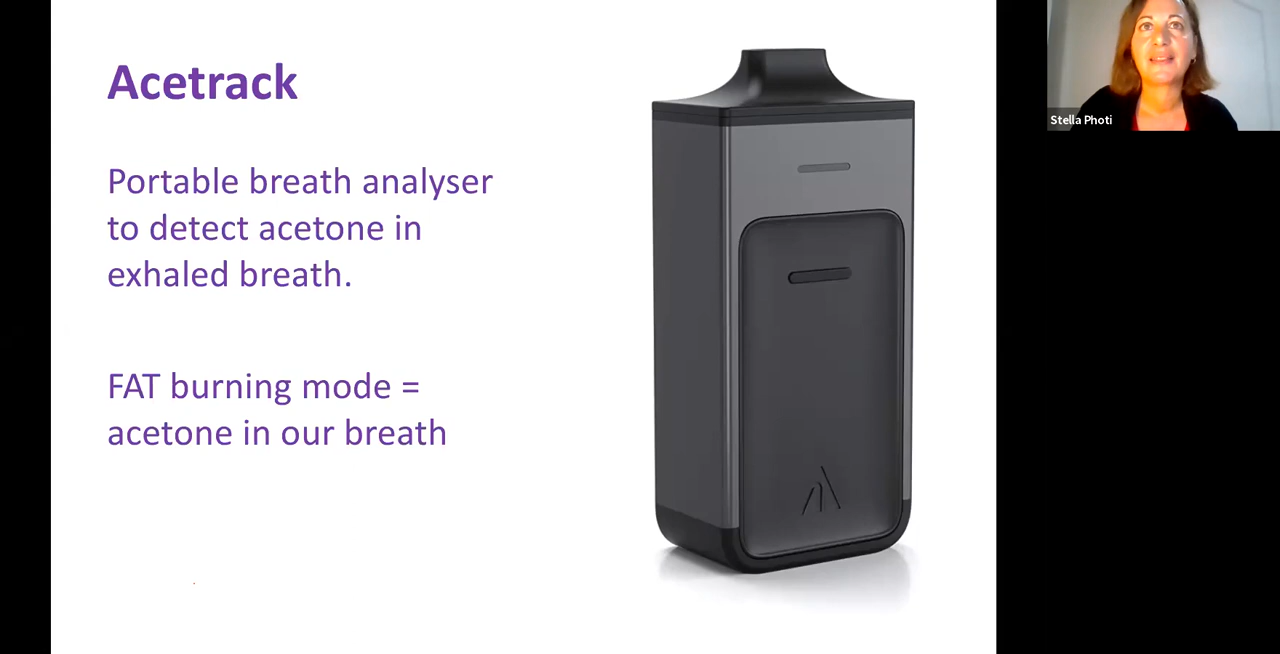 Acetrack
Portable breath analyser
to detect acetone in
exhaled breath.
FAT burning mode =
acetone in our breath
Stella Photi